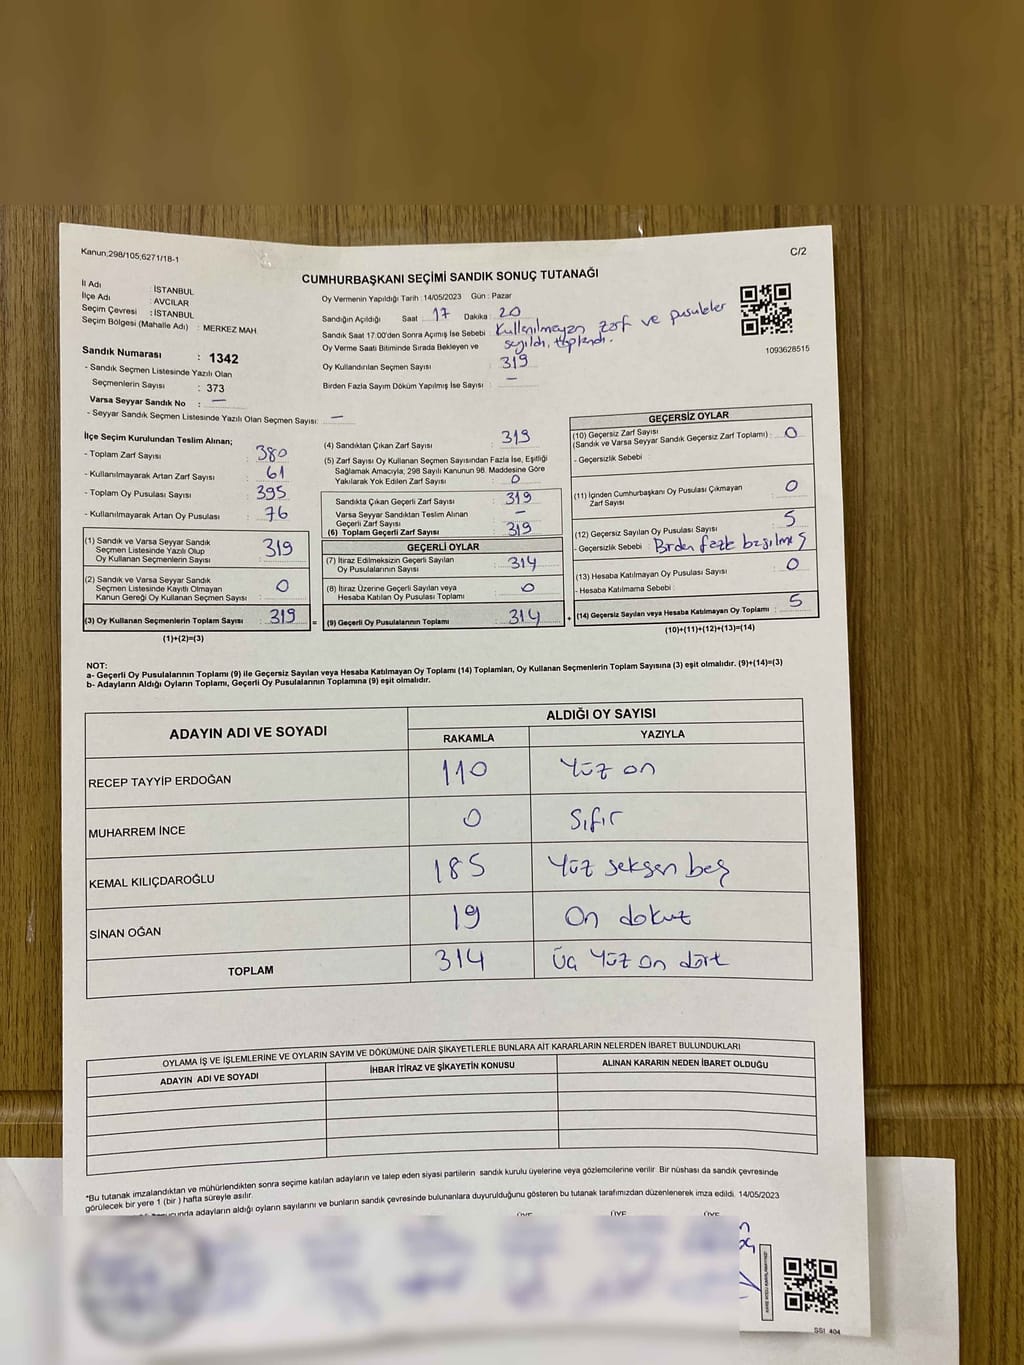 Kanun;298/105;6271/18-1
C/2
CUMHURBAŞKANI SEÇİMİ SANDIK SONUÇ TUTANAĞI
İl Adı : İSTANBUL
İlçe Adı : AVCILAR
Seçim Çevresi : İSTANBUL
Seçim Bölgesi (Mahalle Adı) : MERKEZ MAH.
Sandık Numarası : 1342
- Sandık Seçmen Listesinde Yazılı Olan
Seçmenlerin Sayısı : 373
Varsa Seyyar Sandık No : —
- Seyyar Sandık Seçmen Listesinde Yazılı Olan Seçmen Sayısı: —
Oy Vermenin Yapıldığı Tarih : 14/05/2023 Gün : Pazar
Sandığın Açıldığı Saat 17 Dakika : 20
Sandık Saat 17:00'den Sonra Açılmış İse Sebebi : Kullanılmayan zarf ve pusulalar
sayıldı, toplandı.
Oy Verme Saati Bitiminde Sırada Bekleyen ve
Oy Kullandırılan Seçmen Sayısı : 319
Birden Fazla Sayım Döküm Yapılmış İse Sayısı : —
1093628515
İlçe Seçim Kurulundan Teslim Alınan;
- Toplam Zarf Sayısı : 380
- Kullanılmayarak Artan Zarf Sayısı : 61
- Toplam Oy Pusulası Sayısı : 395
- Kullanılmayarak Artan Oy Pusulası : 76
(1) Sandık ve Varsa Seyyar Sandık
Seçmen Listesinde Yazılı Olup
Oy Kullanan Seçmenlerin Sayısı : 319
(2) Sandık ve Varsa Seyyar Sandık
Seçmen Listesinde Kayıtlı Olmayan
Kanun Gereği Oy Kullanan Seçmen Sayısı : 0
(3) Oy Kullanan Seçmenlerin Toplam Sayısı : 319 =
(1)+(2)=(3)
(4) Sandıktan Çıkan Zarf Sayısı : 319
(5) Zarf Sayısı Oy Kullanan Seçmen Sayısından Fazla İse, Eşitliği
Sağlamak Amacıyla; 298 Sayılı Kanunun 98. Maddesine Göre
Yakılarak Yok Edilen Zarf Sayısı : 0
Sandıkta Çıkan Geçerli Zarf Sayısı : 319
Varsa Seyyar Sandıktan Teslim Alınan
Geçerli Zarf Sayısı : —
(6) Toplam Geçerli Zarf Sayısı : 319
GEÇERLİ OYLAR
(7) İtiraz Edilmeksizin Geçerli Sayılan
Oy Pusulalarının Sayısı : 314
(8) İtiraz Üzerine Geçerli Sayılan veya
Hesaba Katılan Oy Pusulası Toplamı : 0
(9) Geçerli Oy Pusulalarının Toplamı : 314 +
GEÇERSİZ OYLAR
(10) Geçersiz Zarf Sayısı
(Sandık ve Varsa Seyyar Sandık Geçersiz Zarf Toplamı) : 0
- Geçersizlik Sebebi :
(11) İçinden Cumhurbaşkanı Oy Pusulası Çıkmayan
Zarf Sayısı : 0
(12) Geçersiz Sayılan Oy Pusulası Sayısı : 5
- Geçersizlik Sebebi : Birden fazla basılmış
(13) Hesaba Katılmayan Oy Pusulası Sayısı : 0
- Hesaba Katılmama Sebebi :
(14) Geçersiz Sayılan veya Hesaba Katılmayan Oy Toplamı : 5
(10)+(11)+(12)+(13)=(14)
NOT:
a- Geçerli Oy Pusulalarının Toplamı (9) ile Geçersiz Sayılan veya Hesaba Katılmayan Oy Toplamı (14) Toplamları, Oy Kullanan Seçmenlerin Toplam Sayısına (3) eşit olmalıdır. (9)+(14)=(3)
b- Adayların Aldığı Oyların Toplamı, Geçerli Oy Pusulalarının Toplamına (9) eşit olmalıdır.
ADAYIN ADI VE SOYADI
ALDIĞI OY SAYISI
RAKAMLA YAZIYLA
RECEP TAYYİP ERDOĞAN 110 Yüz on
MUHARREM İNCE 0 Sıfır
KEMAL KILIÇDAROĞLU 185 Yüz seksen beş
SİNAN OĞAN 19 On dokuz
TOPLAM 314 Üç Yüz on dört
OYLAMA İŞ VE İŞLEMLERİNE VE OYLARIN SAYIM VE DÖKÜMÜNE DAİR ŞİKAYETLERLE BUNLARA AİT KARARLARIN NELERDEN İBARET BULUNDUKLARI
ADAYIN ADI VE SOYADI İHBAR İTİRAZ VE ŞİKAYETİN KONUSU ALINAN KARARIN NEDEN İBARET OLDUĞU
*Bu tutanak imzalandıktan ve mühürlendikten sonra seçime katılan adayların ve talep eden siyasi partilerin sandık kurulu üyelerine veya gözlemcilerine verilir. Bir nüshası da sandık çevresinde
görülecek bir yere 1 (bir) hafta süreyle asılır.
adayların aldığı oyların sayılarını ve bunların sandık çevresinde bulunanlara duyurulduğunu gösteren bu tutanak tarafımızdan düzenlenerek imza edildi. 14/05/2023
ÜYE ÜYE ÜYE
SSİ_404